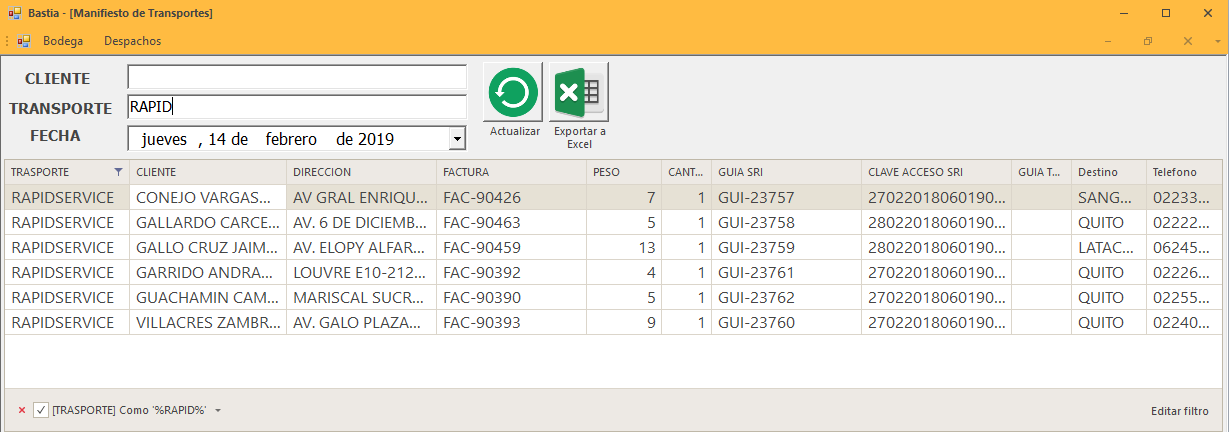 Bastia - [Manifiesto de Transportes]
Bodega Despachos
CLIENTE
TRANSPORTE RAPID
FECHA jueves , 14 de febrero de 2019
Actualizar
Exportar a Excel
TRASPORTE CLIENTE DIRECCION FACTURA PESO CANT... GUIA SRI CLAVE ACCESO SRI GUIA T... Destino Telefono
RAPIDSERVICE CONEJO VARGAS... AV GRAL ENRIQU... FAC-90426 7 1 GUI-23757 27022018060190... SANG... 02233...
RAPIDSERVICE GALLARDO CARCE... AV. 6 DE DICIEMB... FAC-90463 5 1 GUI-23758 28022018060190... QUITO 02222...
RAPIDSERVICE GALLO CRUZ JAIM... AV. ELOPY ALFAR... FAC-90459 13 1 GUI-23759 28022018060190... LATAC... 06245...
RAPIDSERVICE GARRIDO ANDRA... LOUVRE E10-212... FAC-90392 4 1 GUI-23761 27022018060190... QUITO 02226...
RAPIDSERVICE GUACHAMIN CAM... MARISCAL SUCR... FAC-90390 5 1 GUI-23762 27022018060190... QUITO 02255...
RAPIDSERVICE VILLACRES ZAMBR... AV. GALO PLAZA... FAC-90393 9 1 GUI-23760 27022018060190... QUITO 02240...
[TRASPORTE] Como '%RAPID%' Editar filtro